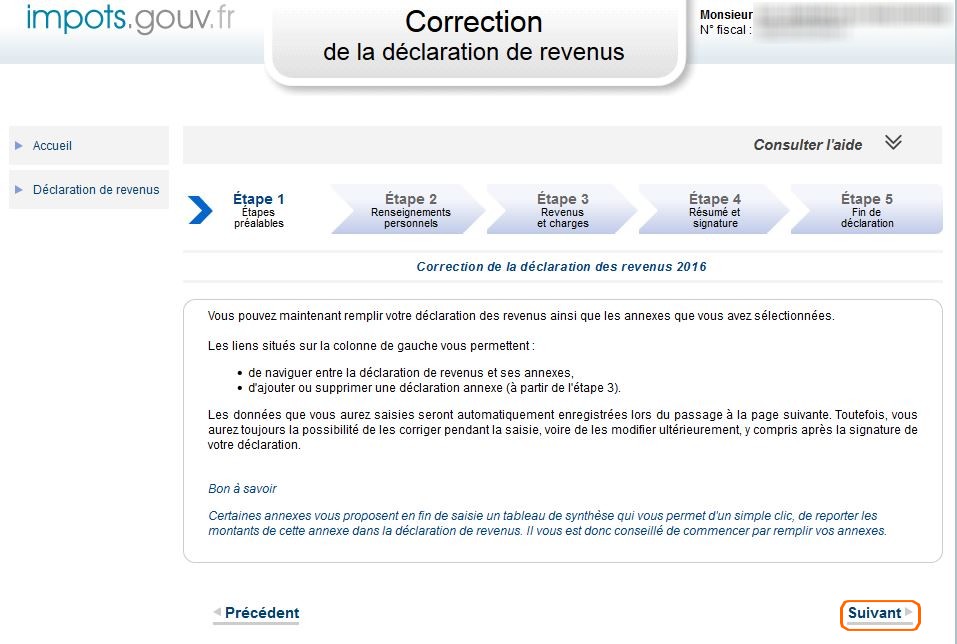 impots.gouv.fr
Correction
de la déclaration de revenus
Monsieur
N° fiscal :
Accueil
Déclaration de revenus
Consulter l'aide
Étape 1
Étapes
préalables
Étape 2
Renseignements
personnels
Étape 3
Revenus
et charges
Étape 4
Résumé et
signature
Étape 5
Fin de
déclaration
Correction de la déclaration des revenus 2016
Vous pouvez maintenant remplir votre déclaration des revenus ainsi que les annexes que vous avez sélectionnées.
Les liens situés sur la colonne de gauche vous permettent :
• de naviguer entre la déclaration de revenus et ses annexes,
• d'ajouter ou supprimer une déclaration annexe (à partir de l'étape 3).
Les données que vous aurez saisies seront automatiquement enregistrées lors du passage à la page suivante. Toutefois, vous
aurez toujours la possibilité de les corriger pendant la saisie, voire de les modifier ultérieurement, y compris après la signature de
votre déclaration.
Bon à savoir
Certaines annexes vous proposent en fin de saisie un tableau de synthèse qui vous permet d'un simple clic, de reporter les
montants de cette annexe dans la déclaration de revenus. Il vous est donc conseillé de commencer par remplir vos annexes.
Précédent
Suivant